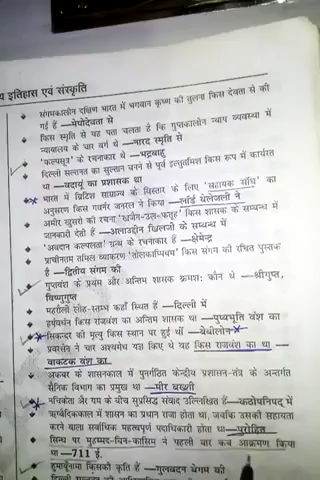 य इतिहास एवं संस्कृति
संगमकालीन दक्षिण भारत में भगवान कृष्ण की तुलना किस देवता से की
गई है —मेयोदेवता से
किस स्मृति से यह पता चलता है कि गुप्तकालीन न्याय व्यवस्था में
न्यायालय के चार वर्ग थे —नारद स्मृति से
'कल्पसूत्र' के रचनाकार थे —भद्रबाहु
दिल्ली सल्तनत का सुल्तान बनने से पूर्व इल्तुतमिश किस रूप में कार्यरत
था —बदायूं का प्रशासक था
भारत में ब्रिटिश साम्राज्य के विस्तार के लिए 'सहायक संधि' का
अनुसरण किस गवर्नर जनरल ने किया —लॉर्ड वेलेजली ने
अमीर खुसरो की रचना 'खजैन-उल-फतूह' किस शासक के सम्बन्ध में
जानकारी देती है —अलाउद्दीन खिलजी के सम्बन्ध में
'अवदान कल्पलता' ग्रन्थ के रचनाकार हैं —क्षेमेन्द्र
प्राचीनतम तमिल व्याकरण 'तोलकाप्पियम' किस संगम की रचित पुस्तक
है —द्वितीय संगम की
गुप्तवंश के प्रथम और अन्तिम शासक क्रमशः कौन थे —श्रीगुप्त,
विष्णुगुप्त
महरौली लौह-स्तम्भ कहाँ स्थित है —दिल्ली में
हर्षवर्धन किस राजवंश का अन्तिम शासक था —पुष्यभूति वंश का
सिकन्दर की मृत्यु किस स्थान पर हुई थी —बेबीलोन
प्रवरसेन ने चार अश्वमेध यज्ञ किए थे वह किस राजवंश का था —
वाकाटक वंश का
अकबर के शासनकाल में पुनर्गठित केन्द्रीय प्रशासन-तंत्र के अन्तर्गत
सैनिक विभाग का प्रमुख था —मीर बख्शी
नचिकेता और यम के बीच सुप्रसिद्ध संवाद उल्लिखित है —कठोपनिषद् में
ऋग्वैदिककाल में शासन का प्रधान राजा होता था, जबकि उसको सहायता
करने वाला सर्वाधिक महत्वपूर्ण पदाधिकारी होता था —पुरोहित
सिन्ध पर मुहम्मद-बिन-कासिम ने पहली बार कब आक्रमण किया
था —711 ई.
हुमायूँनामा किसकी कृति है —गुलबदन बेगम की